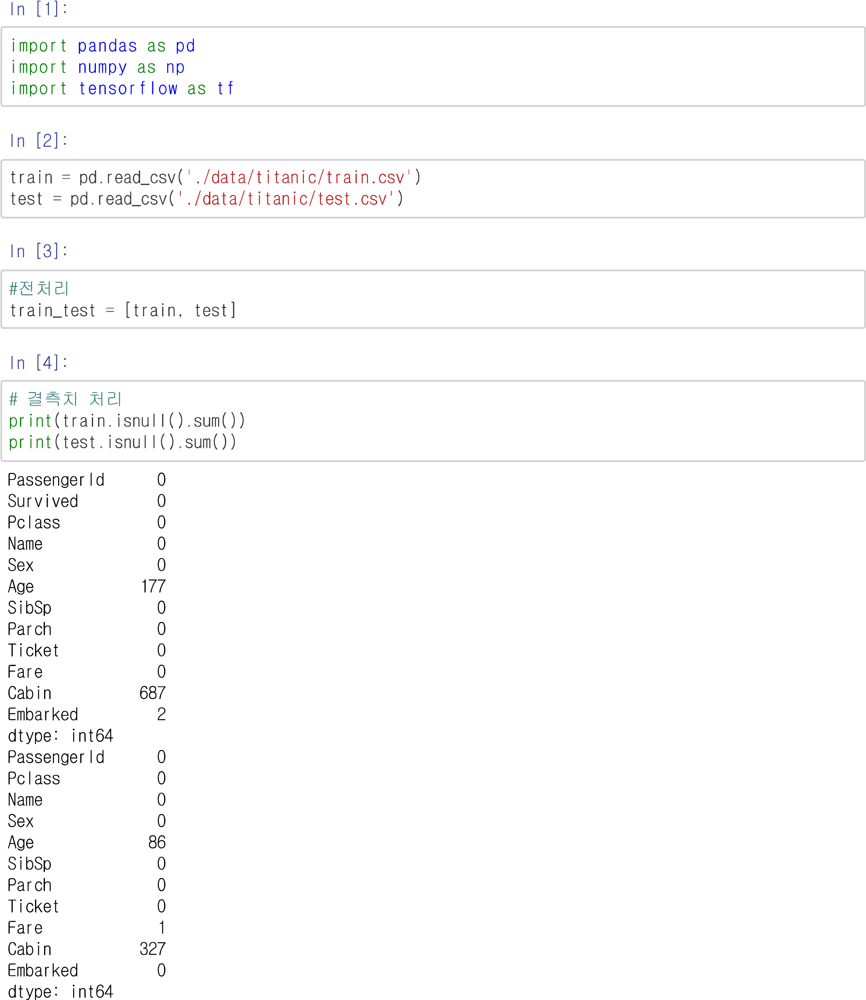 In [1]:
import pandas as pd
import numpy as np
import tensorflow as tf
In [2]:
train = pd.read_csv('./data/titanic/train.csv')
test = pd.read_csv('./data/titanic/test.csv')
In [3]:
#전처리
train_test = [train, test]
In [4]:
# 결측치 처리
print(train.isnull().sum())
print(test.isnull().sum())
PassengerId      0
Survived         0
Pclass           0
Name             0
Sex              0
Age            177
SibSp            0
Parch            0
Ticket           0
Fare             0
Cabin          687
Embarked         2
dtype: int64
PassengerId      0
Pclass           0
Name             0
Sex              0
Age             86
SibSp            0
Parch            0
Ticket           0
Fare             1
Cabin          327
Embarked         0
dtype: int64